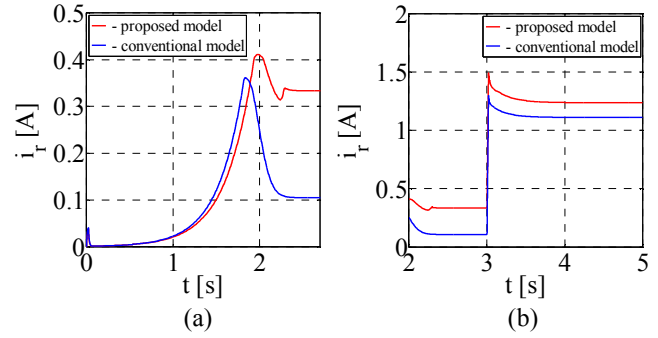 - proposed model
- conventional model
0.5
0.4
0.3
0.2
0.1
0
i_r [A]
0 1 2
t [s]
(a)
- proposed model
- conventional model
2
1.5
1
0.5
0
i_r [A]
2 3 4 5
t [s]
(b)